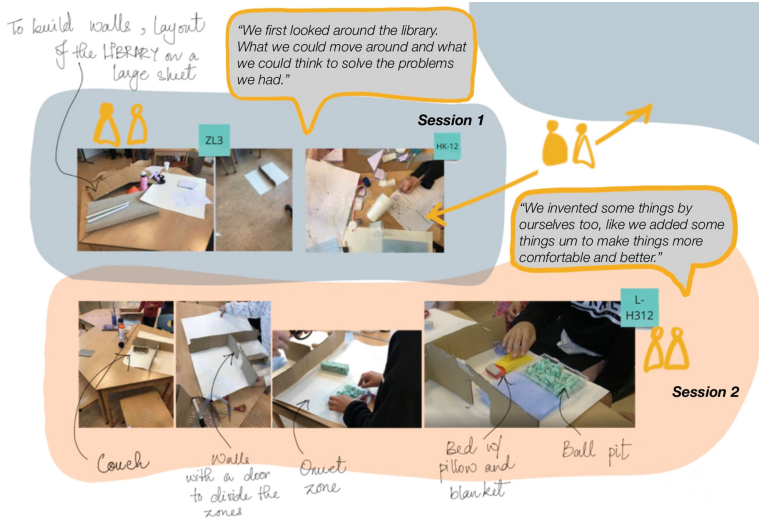 To build walls, layout
of the LIBRARY on a
large sheet
“We first looked around the library.
What we could move around and what
we could think to solve the problems
we had.”
Session 1
ZL3
HK-12
“We invented some things by
ourselves too, like we added some
things um to make things more
comfortable and better.”
L-
H312
Session 2
Couch
Walls
with a door
to divide the
zones
Quiet
zone
Bed w/
pillow and
blanket
Ball pit